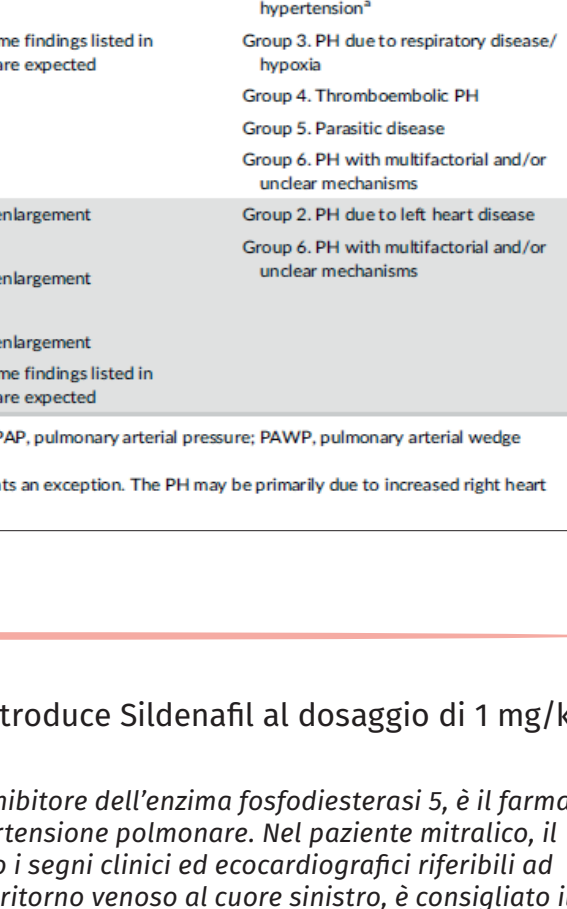 hypertensionª
me findings listed in
are expected
Group 3. PH due to respiratory disease/
hypoxia
Group 4. Thromboembolic PH
Group 5. Parasitic disease
Group 6. PH with multifactorial and/or
unclear mechanisms
enlargement
Group 2. PH due to left heart disease
Group 6. PH with multifactorial and/or
unclear mechanisms
enlargement
enlargement
me findings listed in
are expected
PAP, pulmonary arterial pressure; PAWP, pulmonary arterial wedge
nts an exception. The PH may be primarily due to increased right heart
troduce Sildenafil al dosaggio di 1 mg/k
nibitore dell'enzima fosfodiesterasi 5, è il farma
rtensione polmonare. Nel paziente mitralico, il
o i segni clinici ed ecocardiografici riferibili ad
ritorno venoso al cuore sinistro, è consigliato i